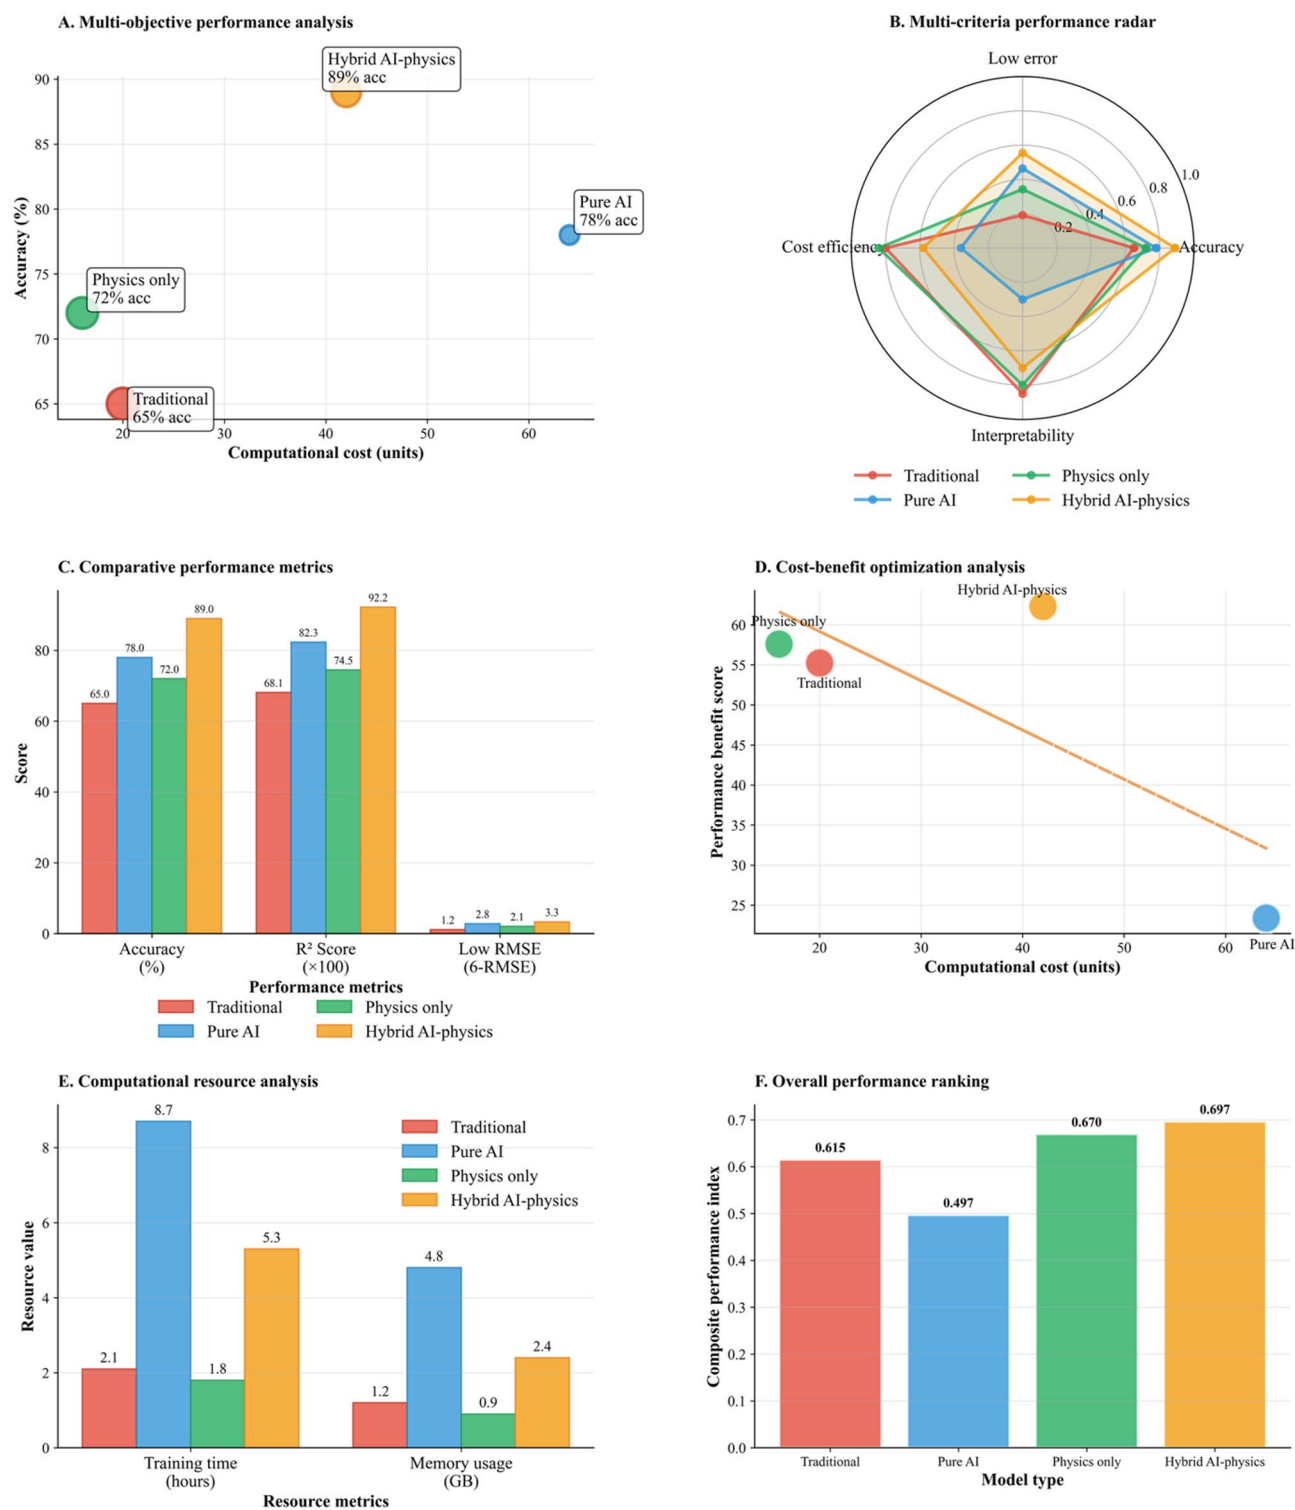 A. Multi-objective performance analysis
Hybrid AI-physics
89% acc
Pure AI
78% acc
Physics only
72% acc
Traditional
65% acc
90
85
80
75
70
65
Accuracy (%)
20 30 40 50 60
Computational cost (units)
B. Multi-criteria performance radar
Low error
1.0
0.8
0.6
0.4
0.2
Cost efficiency
Accuracy
Interpretability
Traditional
Physics only
Pure AI
Hybrid AI-physics
C. Comparative performance metrics
Score
80
60
40
20
0
65.0
78.0
72.0
89.0
68.1
82.3
74.5
92.2
1.2
2.8
2.1
3.3
Accuracy
(%)
R² Score
(×100)
Low RMSE
(6-RMSE)
Performance metrics
Traditional
Physics only
Pure AI
Hybrid AI-physics
D. Cost-benefit optimization analysis
Hybrid AI-physics
Physics only
Traditional
Pure AI
Performance benefit score
60
55
50
45
40
35
30
25
20 30 40 50 60
Computational cost (units)
E. Computational resource analysis
Resource value
8
6
4
2
0
Traditional
Pure AI
Physics only
Hybrid AI-physics
2.1
8.7
1.8
5.3
1.2
4.8
0.9
2.4
Training time
(hours)
Memory usage
(GB)
Resource metrics
F. Overall performance ranking
Composite performance index
0.7
0.6
0.5
0.4
0.3
0.2
0.1
0.0
0.615
0.497
0.670
0.697
Traditional
Pure AI
Physics only
Hybrid AI-physics
Model type